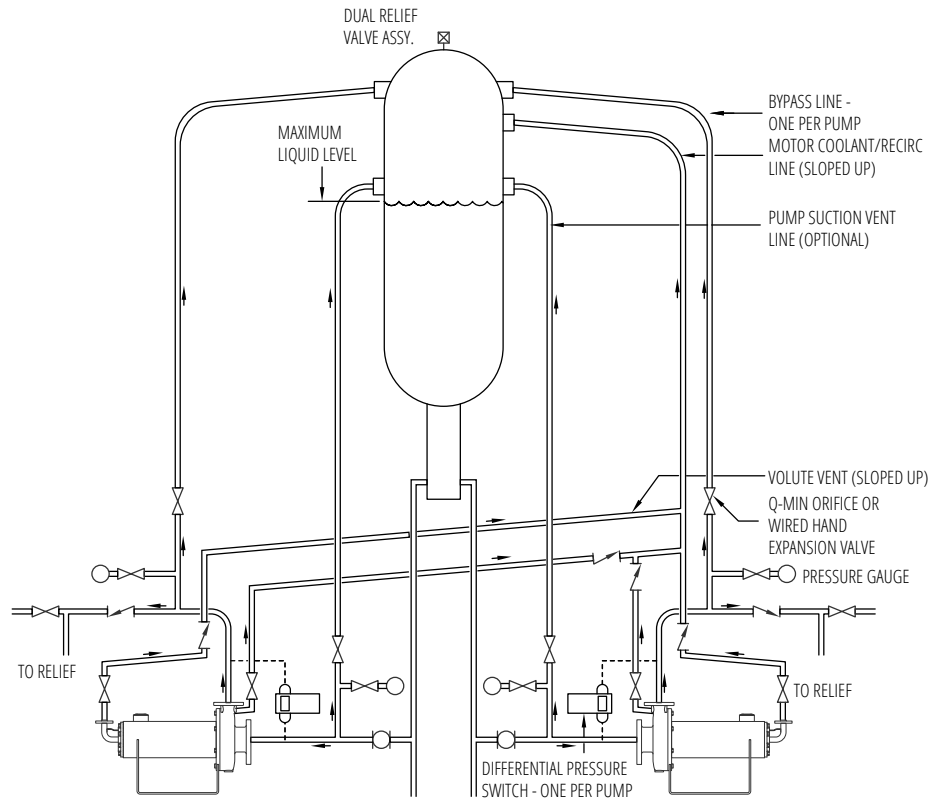 DUAL RELIEF
VALVE ASSY.
BYPASS LINE -
ONE PER PUMP
MOTOR COOLANT/RECIRC
LINE (SLOPED UP)
MAXIMUM
LIQUID LEVEL
PUMP SUCTION VENT
LINE (OPTIONAL)
VOLUTE VENT (SLOPED UP)
Q-MIN ORIFICE OR
WIRED HAND
EXPANSION VALVE
PRESSURE GAUGE
TO RELIEF
TO RELIEF
DIFFERENTIAL PRESSURE
SWITCH - ONE PER PUMP